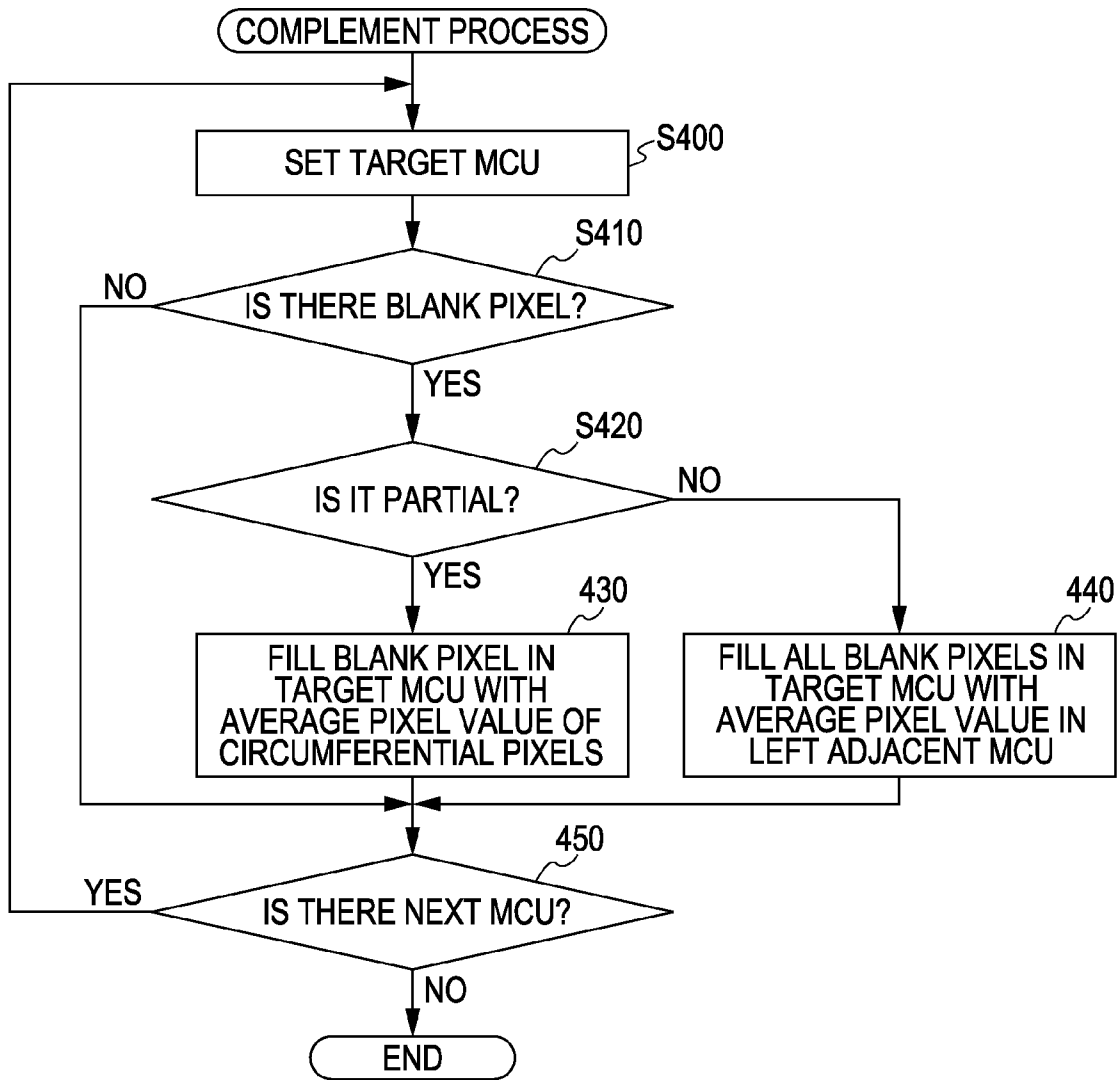 COMPLEMENT PROCESS
S400
SET TARGET MCU
S410
NO
IS THERE BLANK PIXEL?
YES
S420
IS IT PARTIAL?
NO
YES
430
440
FILL BLANK PIXEL IN
TARGET MCU WITH
AVERAGE PIXEL VALUE OF
CIRCUMFERENTIAL PIXELS
FILL ALL BLANK PIXELS IN
TARGET MCU WITH
AVERAGE PIXEL VALUE IN
LEFT ADJACENT MCU
450
YES
IS THERE NEXT MCU?
NO
END